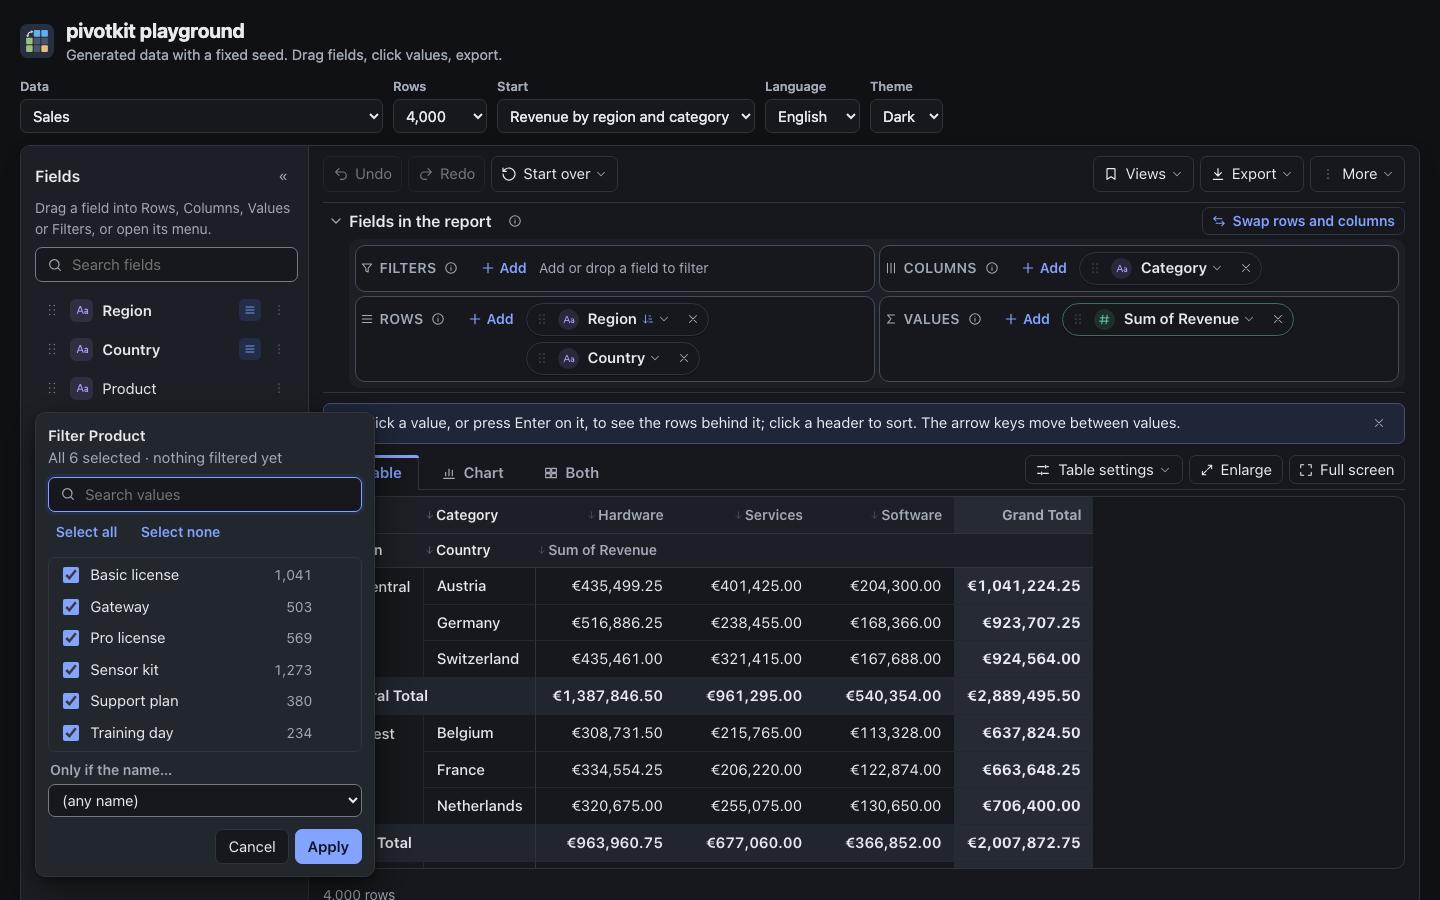 pivotkit playground
Generated data with a fixed seed. Drag fields, click values, export.
Data
Rows
Start
Language
Theme
Sales
4,000
Revenue by region and category
English
Dark
Fields
«
Drag a field into Rows, Columns, Values
or Filters, or open its menu.
Search fields
Aa Region
Aa Country
Aa Product
Undo
Redo
Start over
Views
Export
More
Fields in the report
Swap rows and columns
FILTERS + Add Add or drop a field to filter
COLUMNS + Add Aa Category
ROWS + Add Aa Region
Aa Country
Σ VALUES + Add # Sum of Revenue
Filter Product
All 6 selected · nothing filtered yet
Search values
Select all
Select none
Basic license 1,041
Gateway 503
Pro license 569
Sensor kit 1,273
Support plan 380
Training day 234
Only if the name...
(any name)
Cancel
Apply
ick a value, or press Enter on it, to see the rows behind it; click a header to sort. The arrow keys move between values.
able
Chart
Both
Table settings
Enlarge
Full screen
↓ Category ↓ Hardware ↓ Services ↓ Software Grand Total
n ↓ Country ↓ Sum of Revenue
entral Austria €435,499.25 €401,425.00 €204,300.00 €1,041,224.25
Germany €516,886.25 €238,455.00 €168,366.00 €923,707.25
Switzerland €435,461.00 €321,415.00 €167,688.00 €924,564.00
ral Total €1,387,846.50 €961,295.00 €540,354.00 €2,889,495.50
est Belgium €308,731.50 €215,765.00 €113,328.00 €637,824.50
France €334,554.25 €206,220.00 €122,874.00 €663,648.25
Netherlands €320,675.00 €255,075.00 €130,650.00 €706,400.00
Total €963,960.75 €677,060.00 €366,852.00 €2,007,872.75
4,000 rows